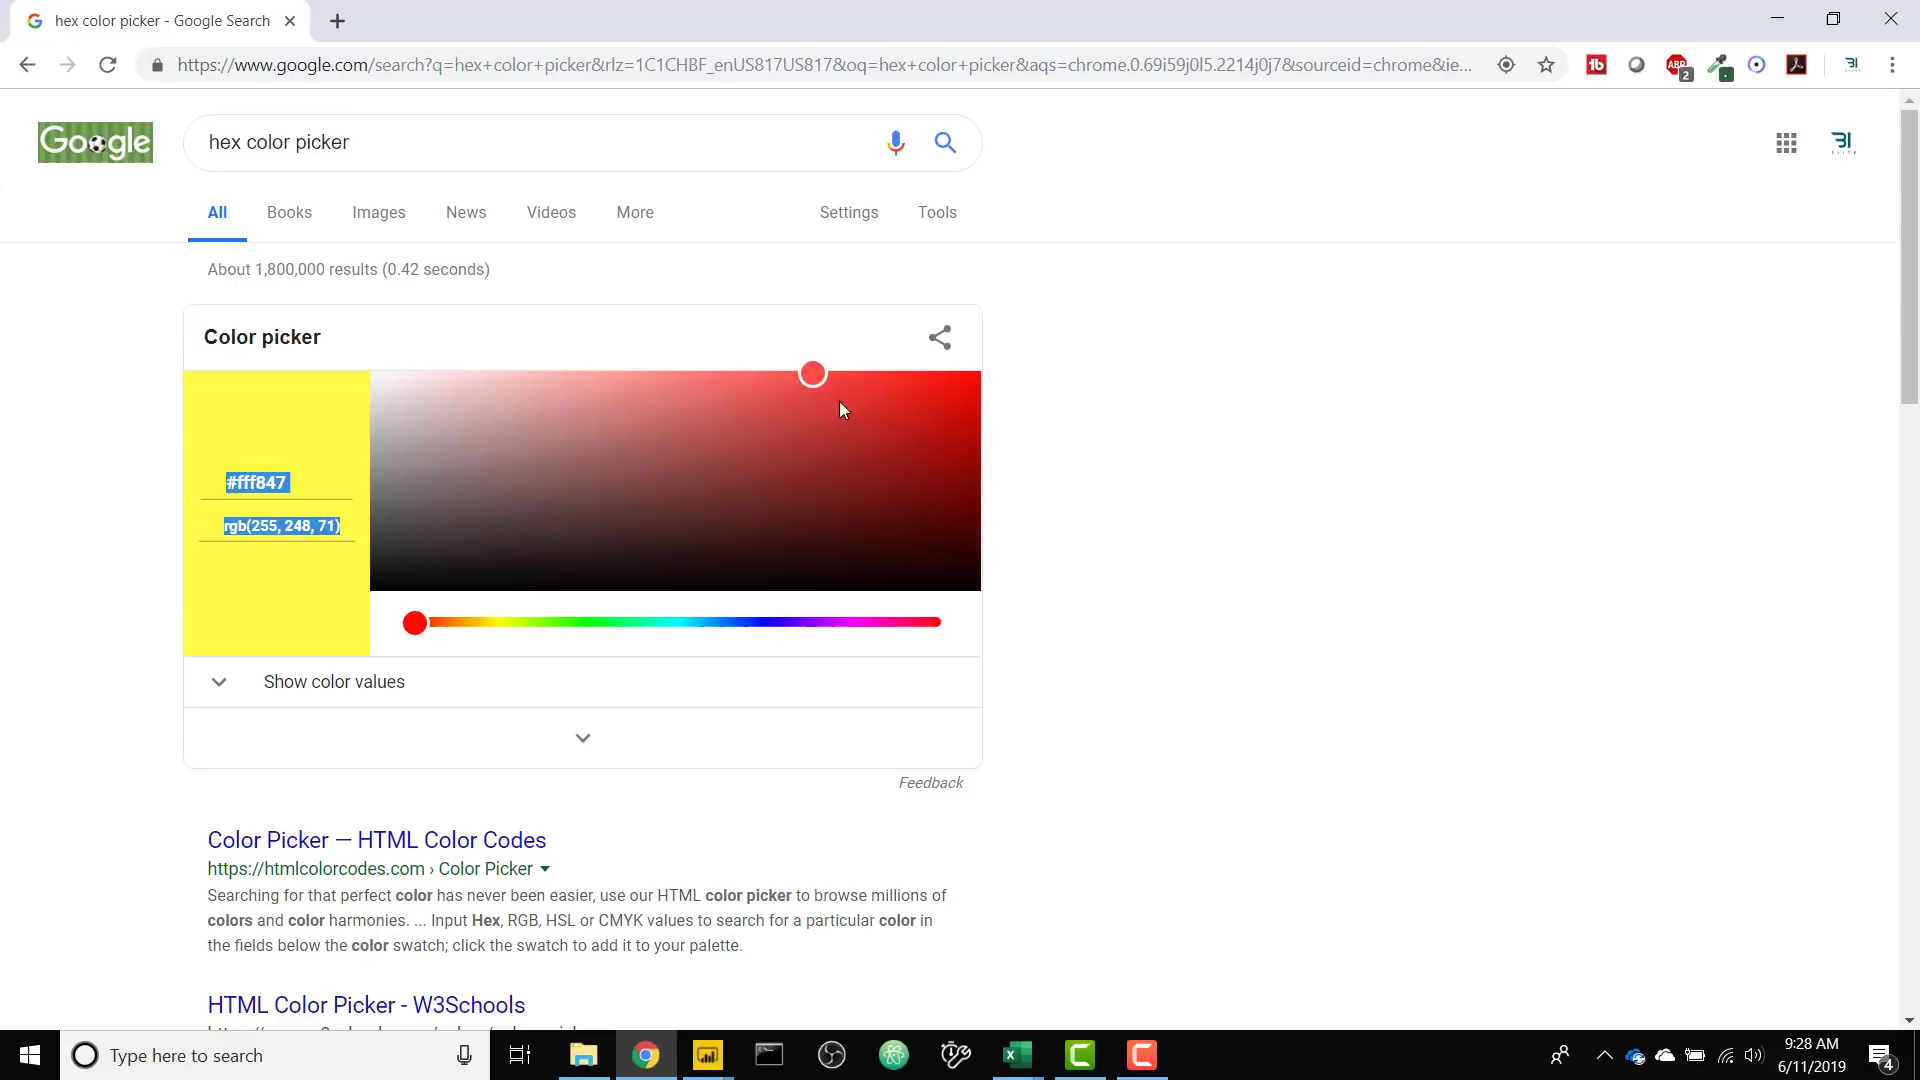 hex color picker - Google Search
https://www.google.com/search?q=hex+color+picker&rlz=1C1CHBF_enUS817US817&oq=hex+color+picker&aqs=chrome.0.69i59j0l5.2214j0j7&sourceid=chrome&ie...
Google
hex color picker
All Books Images News Videos More Settings Tools
About 1,800,000 results (0.42 seconds)
Color picker
#fff847
rgb(255, 248, 71)
Show color values
Feedback
Color Picker — HTML Color Codes
https://htmlcolorcodes.com › Color Picker
Searching for that perfect color has never been easier, use our HTML color picker to browse millions of
colors and color harmonies. ... Input Hex, RGB, HSL or CMYK values to search for a particular color in
the fields below the color swatch; click the swatch to add it to your palette.
HTML Color Picker - W3Schools
Type here to search
9:28 AM
6/11/2019
4